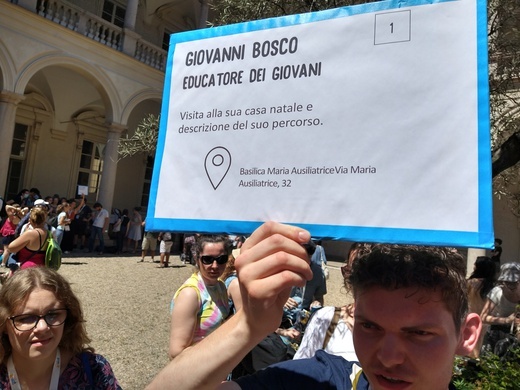 1
GIOVANNI BOSCO
EDUCATORE DEI GIOVANI
Visita alla sua casa natale e
descrizione del suo percorso.
Basilica Maria AusiliatriceVia Maria
Ausiliatrice, 32